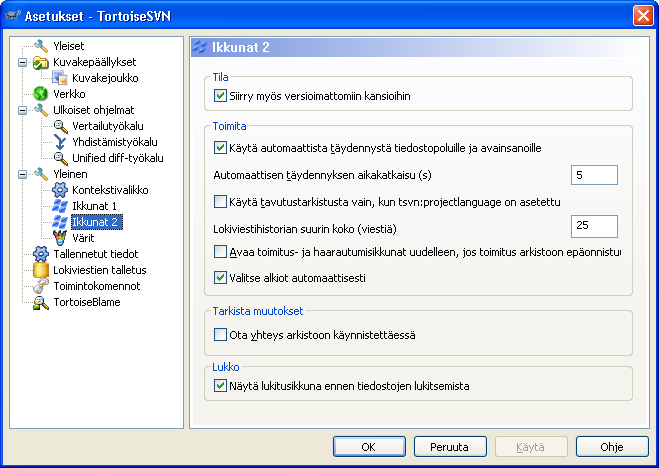 Asetukset - TortoiseSVN
Yleiset
Kuvakepäällykset
Kuvakejoukko
Verkko
Ulkoiset ohjelmat
Vertailutyökalu
Yhdistämistyökalu
Unified diff-työkalu
Yleinen
Kontekstivalikko
Ikkunat 1
Ikkunat 2
Värit
Tallennetut tiedot
Lokiviestien talletus
Toimintokomennot
TortoiseBlame
Ikkunat 2
Tila
Siirry myös versioimattomiin kansioihin
Toimita
Käytä automaattista täydennystä tiedostopoluille ja avainsanoille
Automaattisen täydennyksen aikakatkaisu (s)
5
Käytä tavutustarkistusta vain, kun tsvn:projectlanguage on asetettu
Lokiviestihistorian suurin koko (viestiä)
25
Avaa toimitus- ja haarautumisikkunat uudelleen, jos toimitus arkistoon epäonnistuu
Valitse alkiot automaattisesti
Tarkista muutokset
Ota yhteys arkistoon käynnistettäessä
Lukko
Näytä lukitusikkuna ennen tiedostojen lukitsemista
OK
Peruuta
Käytä
Ohje